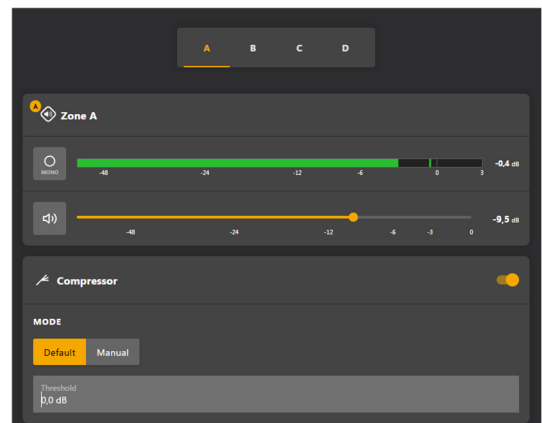 A B C D
A Zone A
MONO -0,4 dB
-48 -24 -12 -6 0 3
-9,5 dB
-48 -24 -12 -6 -3 0
Compressor
MODE
Default Manual
Threshold
0,0 dB